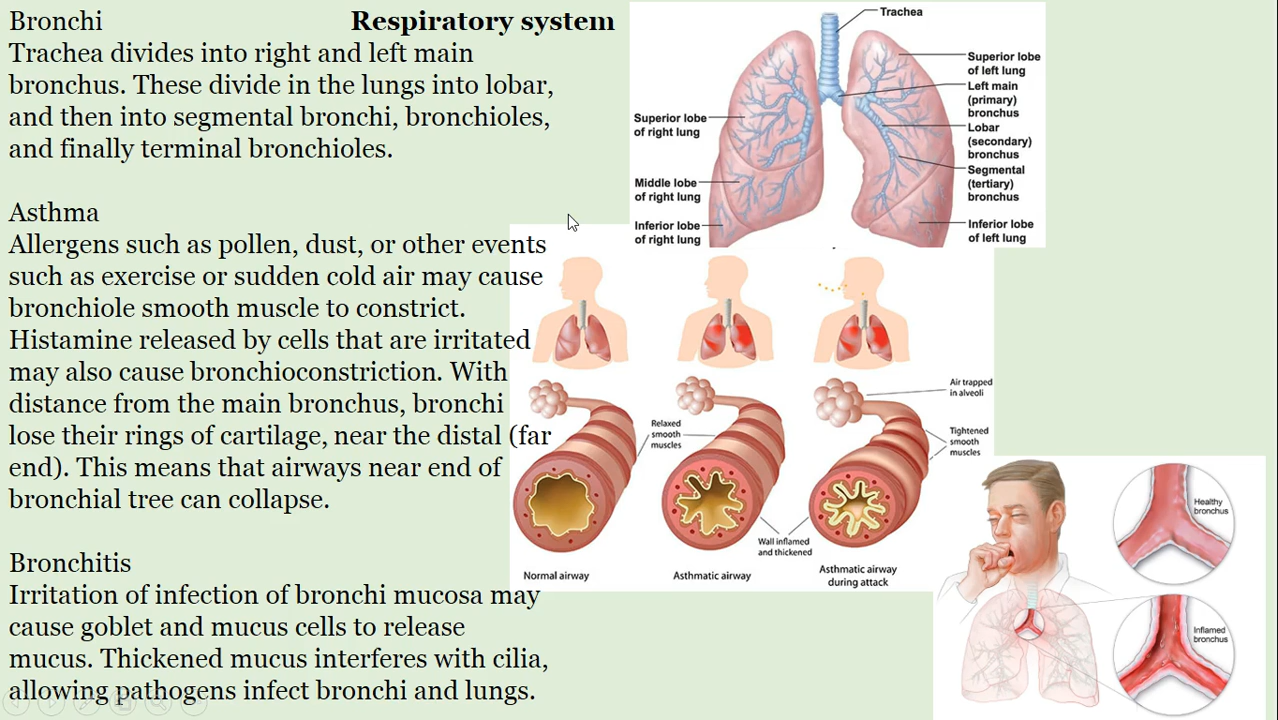 Bronchi
Respiratory system
Trachea divides into right and left main
bronchus. These divide in the lungs into lobar,
and then into segmental bronchi, bronchioles,
and finally terminal bronchioles.
Asthma
Allergens such as pollen, dust, or other events
such as exercise or sudden cold air may cause
bronchiole smooth muscle to constrict.
Histamine released by cells that are irritated
may also cause bronchioconstriction. With
distance from the main bronchus, bronchi
lose their rings of cartilage, near the distal (far
end). This means that airways near end of
bronchial tree can collapse.
Bronchitis
Irritation of infection of bronchi mucosa may
cause goblet and mucus cells to release
mucus. Thickened mucus interferes with cilia,
allowing pathogens infect bronchi and lungs.
Trachea
Superior lobe
of left lung
Left main
(primary)
bronchus
Lobar
(secondary)
bronchus
Segmental
(tertiary)
bronchus
Inferior lobe
of left lung
Superior lobe
of right lung
Middle lobe
of right lung
Inferior lobe
of right lung
Air trapped
in alveoli
Relaxed
smooth
muscles
Tightened
smooth
muscles
Wall inflamed
and thickened
Normal airway
Asthmatic airway
Asthmatic airway
during attack
Healthy
bronchus
Inflamed
bronchus